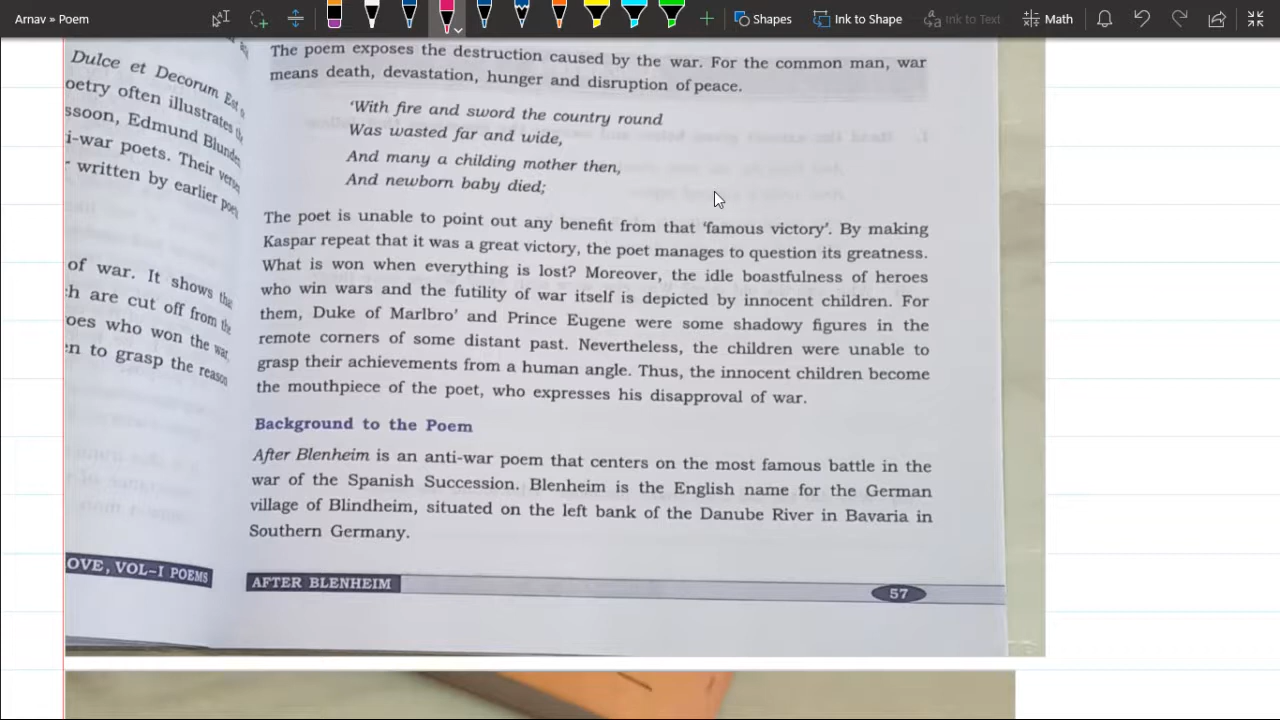 Arnav » Poem
Shapes
Ink to Shape
Ink to Text
Math
Dulce et Decorum Est
oetry often illustrates
ssoon, Edmund Blunden,
i-war poets. Their verse
written by earlier
of war. It shows the
ch are cut off from the
oes who won the war
en to grasp the reason
OVE, VOL–I POEMS
The poem exposes the destruction caused by the war. For the common man, war
means death, devastation, hunger and disruption of peace.
'With fire and sword the country round
Was wasted far and wide,
And many a childing mother then,
And newborn baby died;
The poet is unable to point out any benefit from that 'famous victory'. By making
Kaspar repeat that it was a great victory, the poet manages to question its greatness.
What is won when everything is lost? Moreover, the idle boastfulness of heroes
who win wars and the futility of war itself is depicted by innocent children. For
them, Duke of Marlbro' and Prince Eugene were some shadowy figures in the
remote corners of some distant past. Nevertheless, the children were unable to
grasp their achievements from a human angle. Thus, the innocent children become
the mouthpiece of the poet, who expresses his disapproval of war.
Background to the Poem
After Blenheim is an anti-war poem that centers on the most famous battle in the
war of the Spanish Succession. Blenheim is the English name for the German
village of Blindheim, situated on the left bank of the Danube River in Bavaria in
Southern Germany.
AFTER BLENHEIM
57